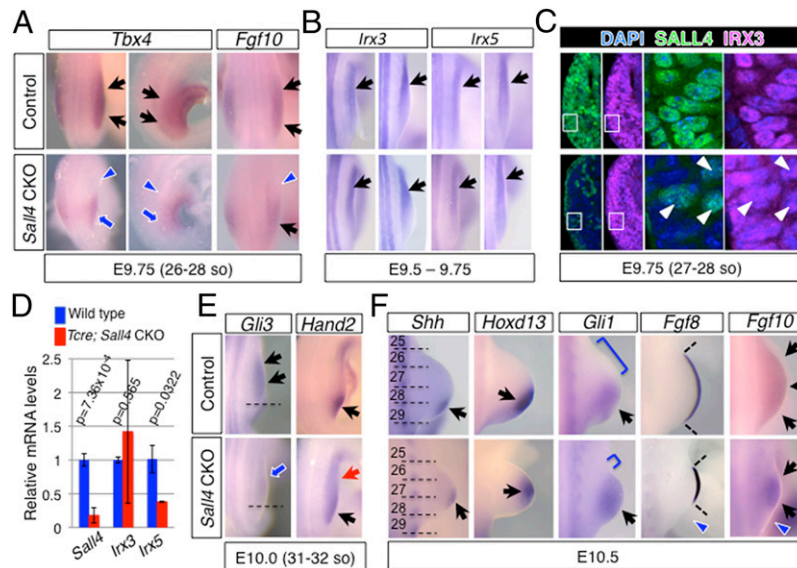 A
Tbx4 Fgf10
Control
Sall4 CKO
E9.75 (26-28 so)
B
Irx3 Irx5
E9.5 – 9.75
C
DAPI SALL4 IRX3
E9.75 (27-28 so)
D
Wild type
Tcre; Sall4 CKO
Relative mRNA levels
2.5
2
1.5
1
0.5
0
p=7.36x10-4
p=0.565
p=0.0322
Sall4 Irx3 Irx5
E
Gli3 Hand2
Control
Sall4 CKO
E10.0 (31-32 so)
F
Shh Hoxd13 Gli1 Fgf8 Fgf10
25
26
27
28
29
25
26
27
28
29
E10.5